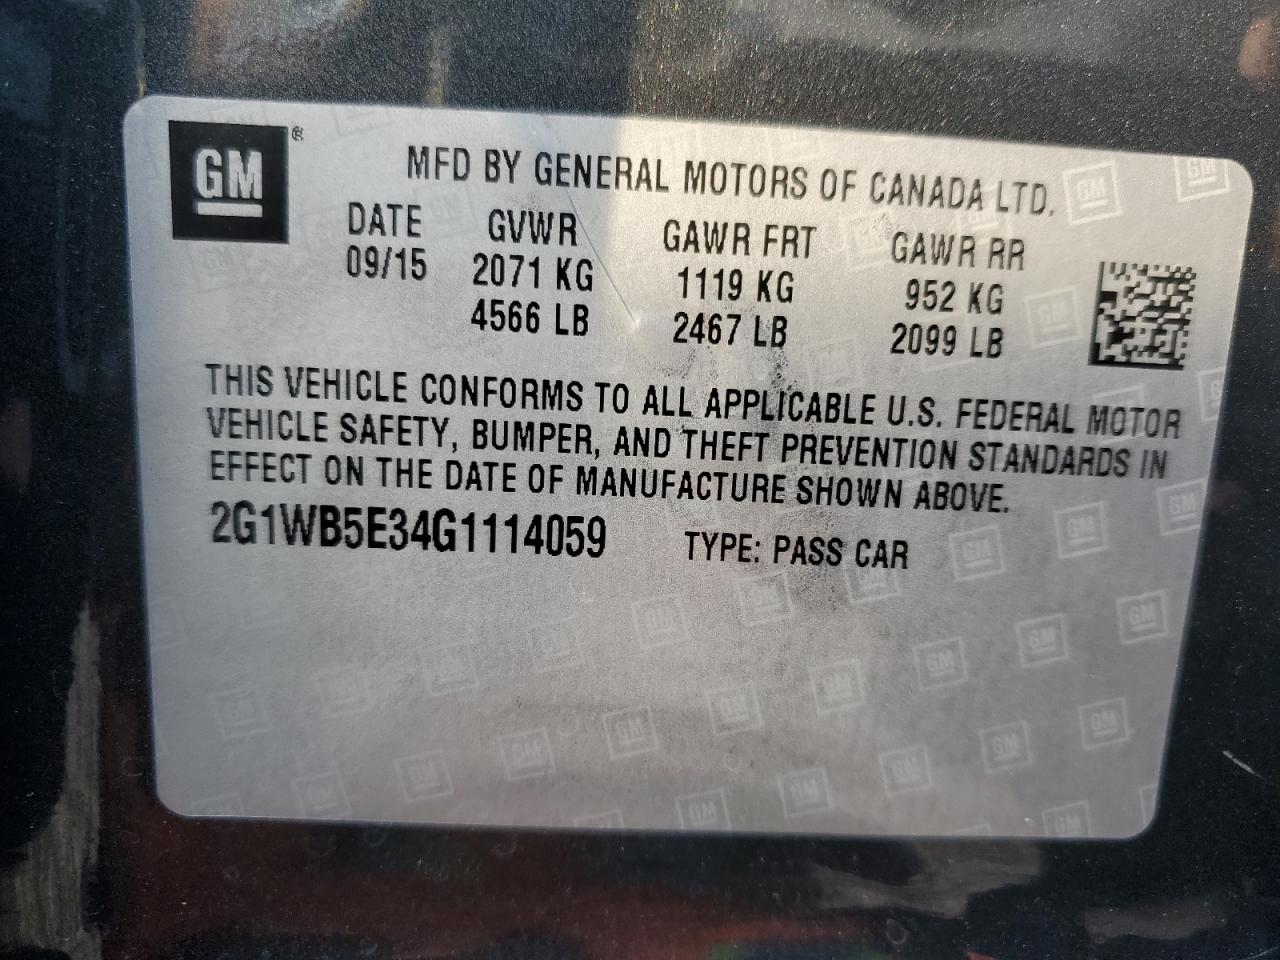 GM ®
MFD BY GENERAL MOTORS OF CANADA LTD.
DATE GVWR GAWR FRT GAWR RR
09/15 2071 KG 1119 KG 952 KG
4566 LB 2467 LB 2099 LB
THIS VEHICLE CONFORMS TO ALL APPLICABLE U.S. FEDERAL MOTOR
VEHICLE SAFETY, BUMPER, AND THEFT PREVENTION STANDARDS IN
EFFECT ON THE DATE OF MANUFACTURE SHOWN ABOVE.
2G1WB5E34G1114059 TYPE: PASS CAR